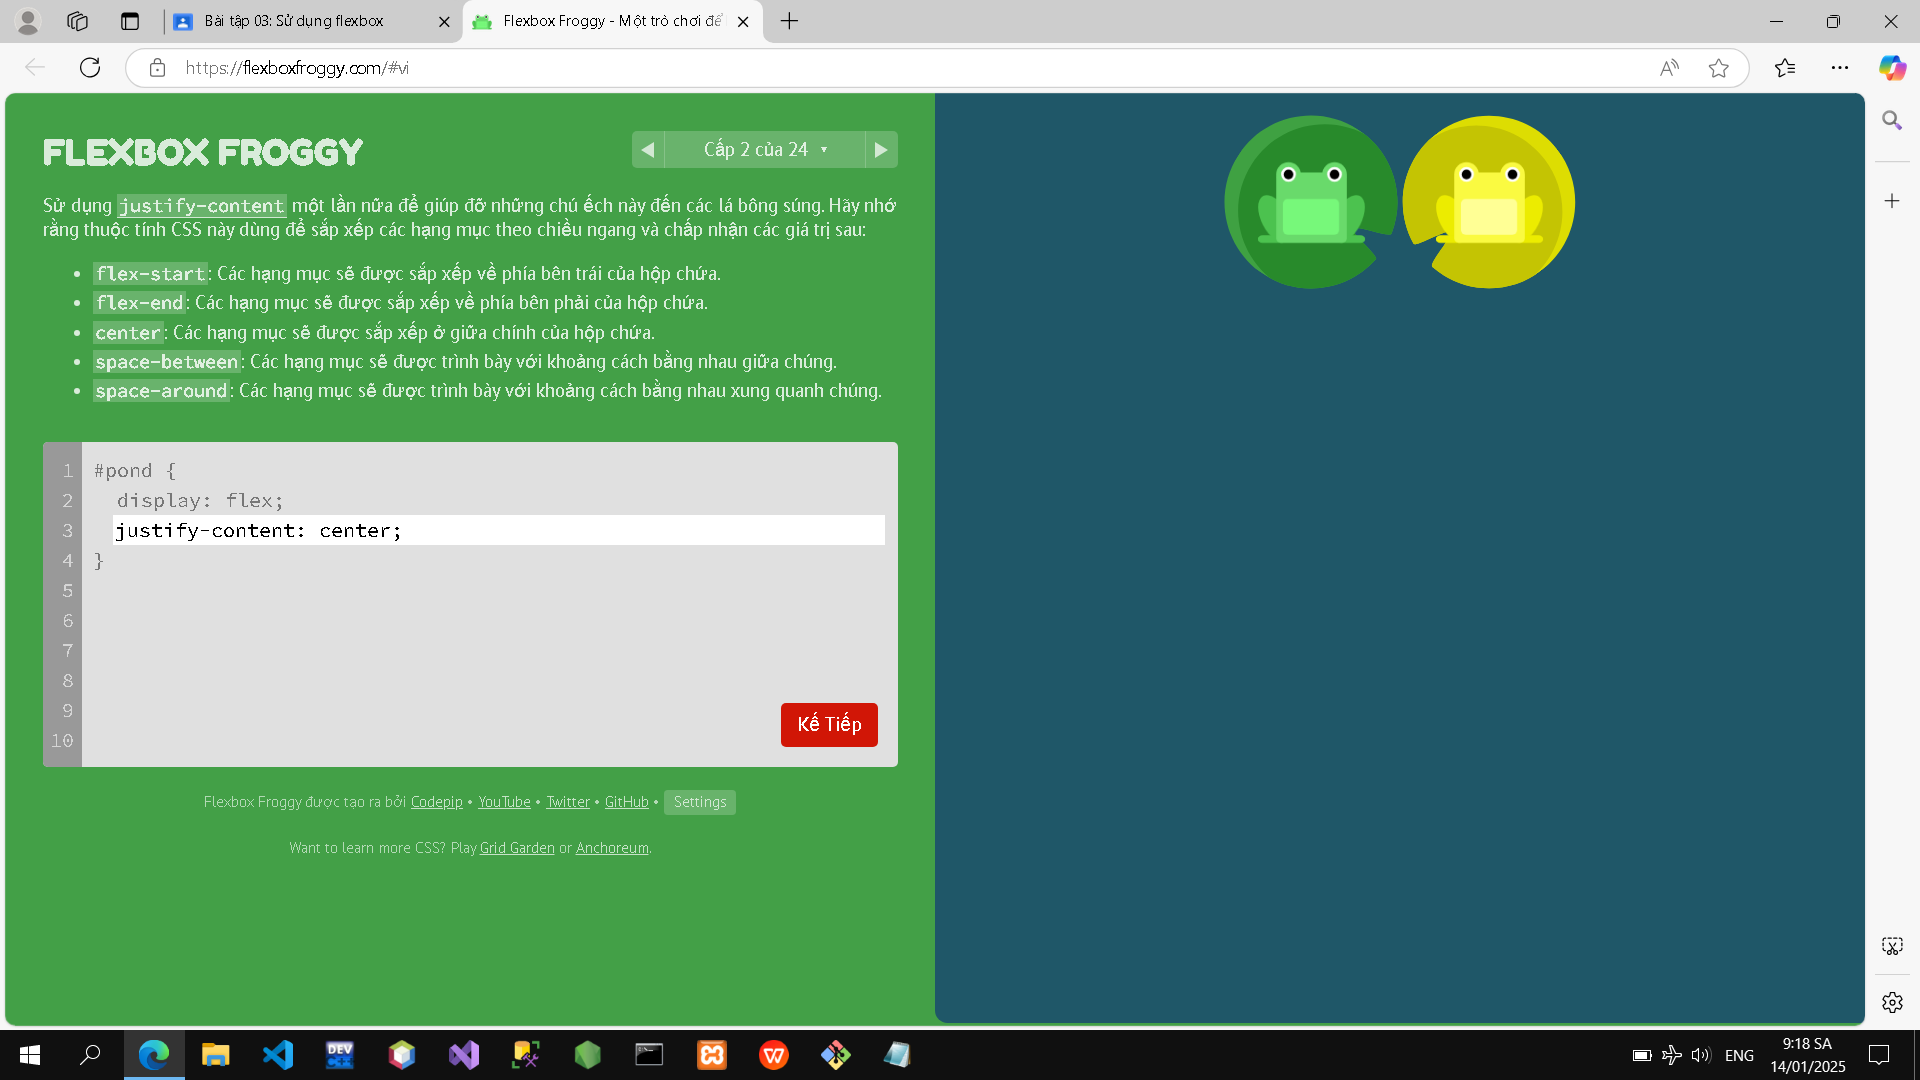 Bài tập 03: Sử dụng flexbox
Flexbox Froggy - Một trò chơi để
https://flexboxfroggy.com/#vi
FLEXBOX FROGGY
Cấp 2 của 24 ▼
Sử dụng justify-content một lần nữa để giúp đỡ những chú ếch này đến các lá bông súng. Hãy nhớ
rằng thuộc tính CSS này dùng để sắp xếp các hạng mục theo chiều ngang và chấp nhận các giá trị sau:
• flex-start: Các hạng mục sẽ được sắp xếp về phía bên trái của hộp chứa.
• flex-end: Các hạng mục sẽ được sắp xếp về phía bên phải của hộp chứa.
• center: Các hạng mục sẽ được sắp xếp ở giữa chính của hộp chứa.
• space-between: Các hạng mục sẽ được trình bày với khoảng cách bằng nhau giữa chúng.
• space-around: Các hạng mục sẽ được trình bày với khoảng cách bằng nhau xung quanh chúng.
1 #pond {
2 display: flex;
3 justify-content: center;
4 }
5
6
7
8
9
10
Kế Tiếp
Flexbox Froggy được tạo ra bởi Codepip • YouTube • Twitter • GitHub • Settings
Want to learn more CSS? Play Grid Garden or Anchoreum.
DEV C++
ENG
9:18 SA
14/01/2025